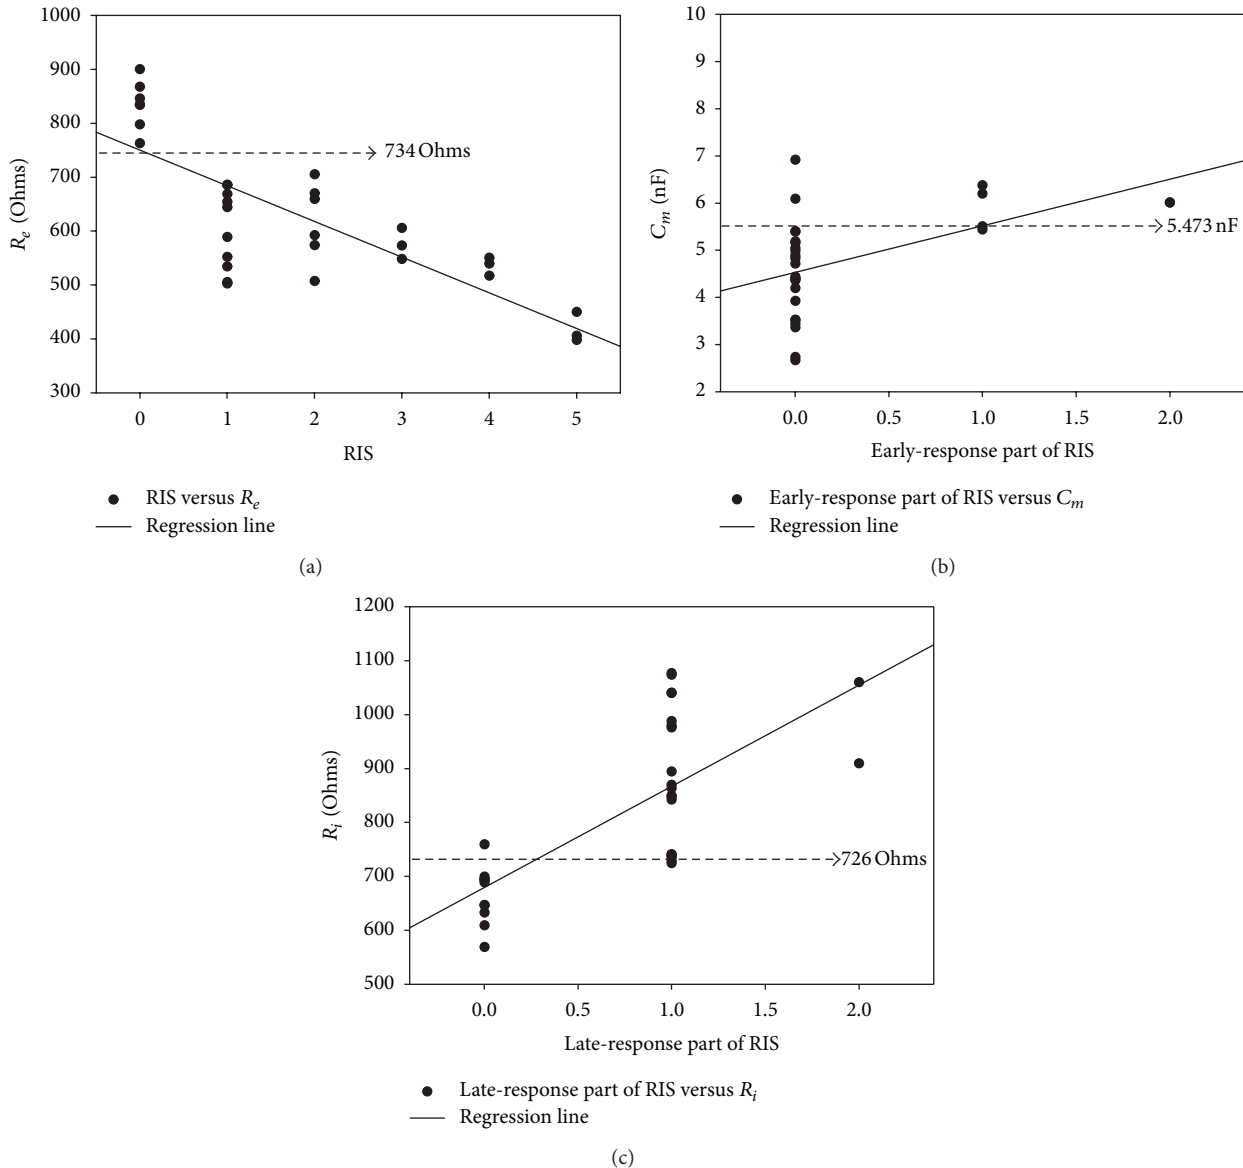 1000
900
800
700
600
500
400
300
R_e (Ohms)
734 Ohms
0 1 2 3 4 5
RIS
RIS versus R_e
Regression line
(a)
10
9
8
7
6
5
4
3
2
C_m (nF)
5.473 nF
0.0 0.5 1.0 1.5 2.0
Early-response part of RIS
Early-response part of RIS versus C_m
Regression line
(b)
1200
1100
1000
900
800
700
600
500
R_i (Ohms)
726 Ohms
0.0 0.5 1.0 1.5 2.0
Late-response part of RIS
Late-response part of RIS versus R_i
Regression line
(c)